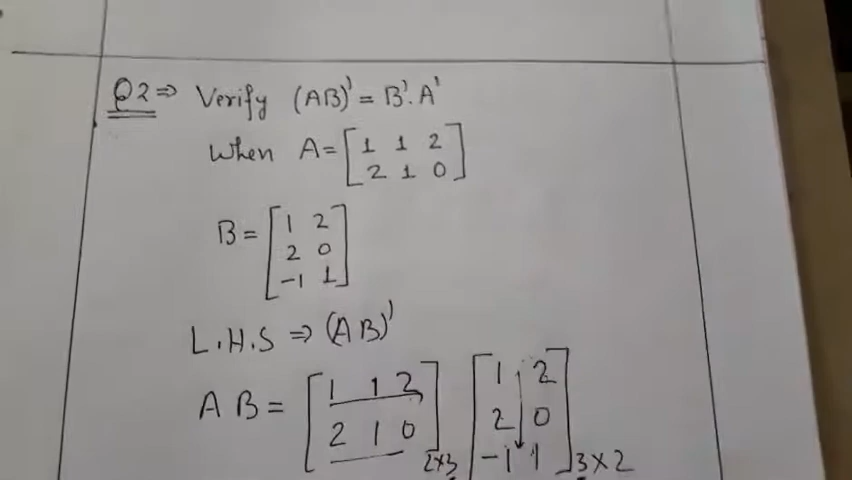 Q2⇒ Verify (AB)' = B'.A'
When A = [1 1 2
2 1 0]
B = [1 2
2 0
-1 1]
L.H.S ⇒ (AB)'
AB = [1 1 2 [1 2
2 1 0] 2 0
2×3 -1 1] 3×2